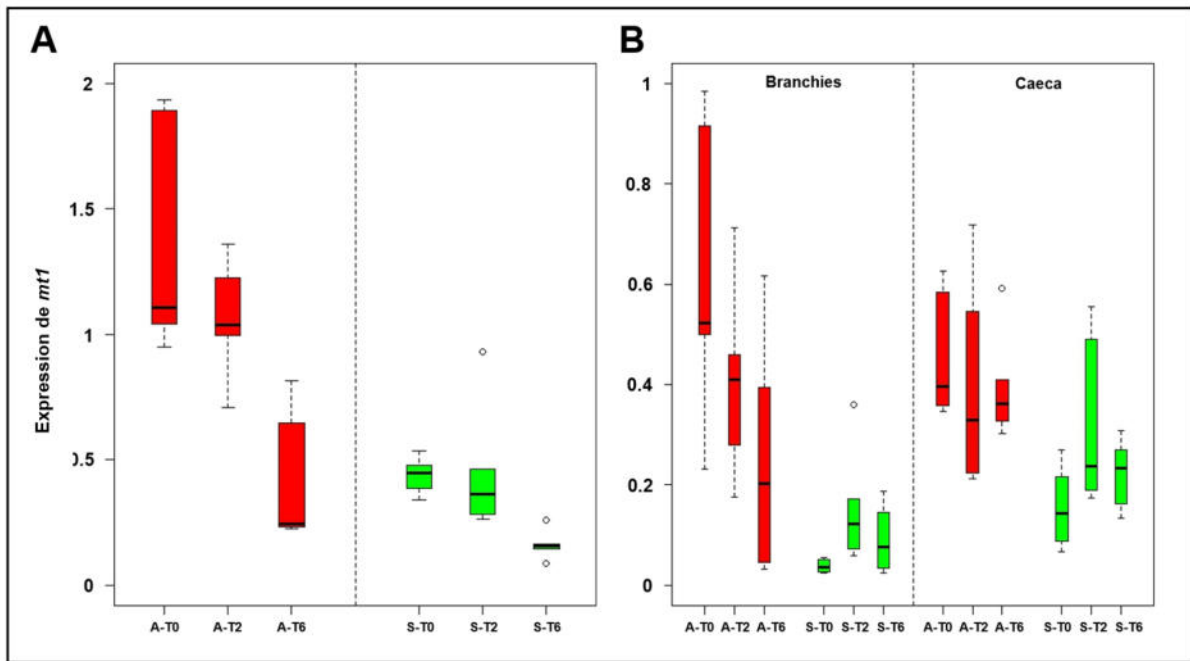 A
B
Expression de mt1
2
1.5
1
).5
0
A-T0 A-T2 A-T6 S-T0 S-T2 S-T6
Branchies Caeca
1
0.8
0.6
0.4
0.2
0
A-T0 A-T2 A-T6 S-T0 S-T2 S-T6 A-T0 A-T2 A-T6 S-T0 S-T2 S-T6